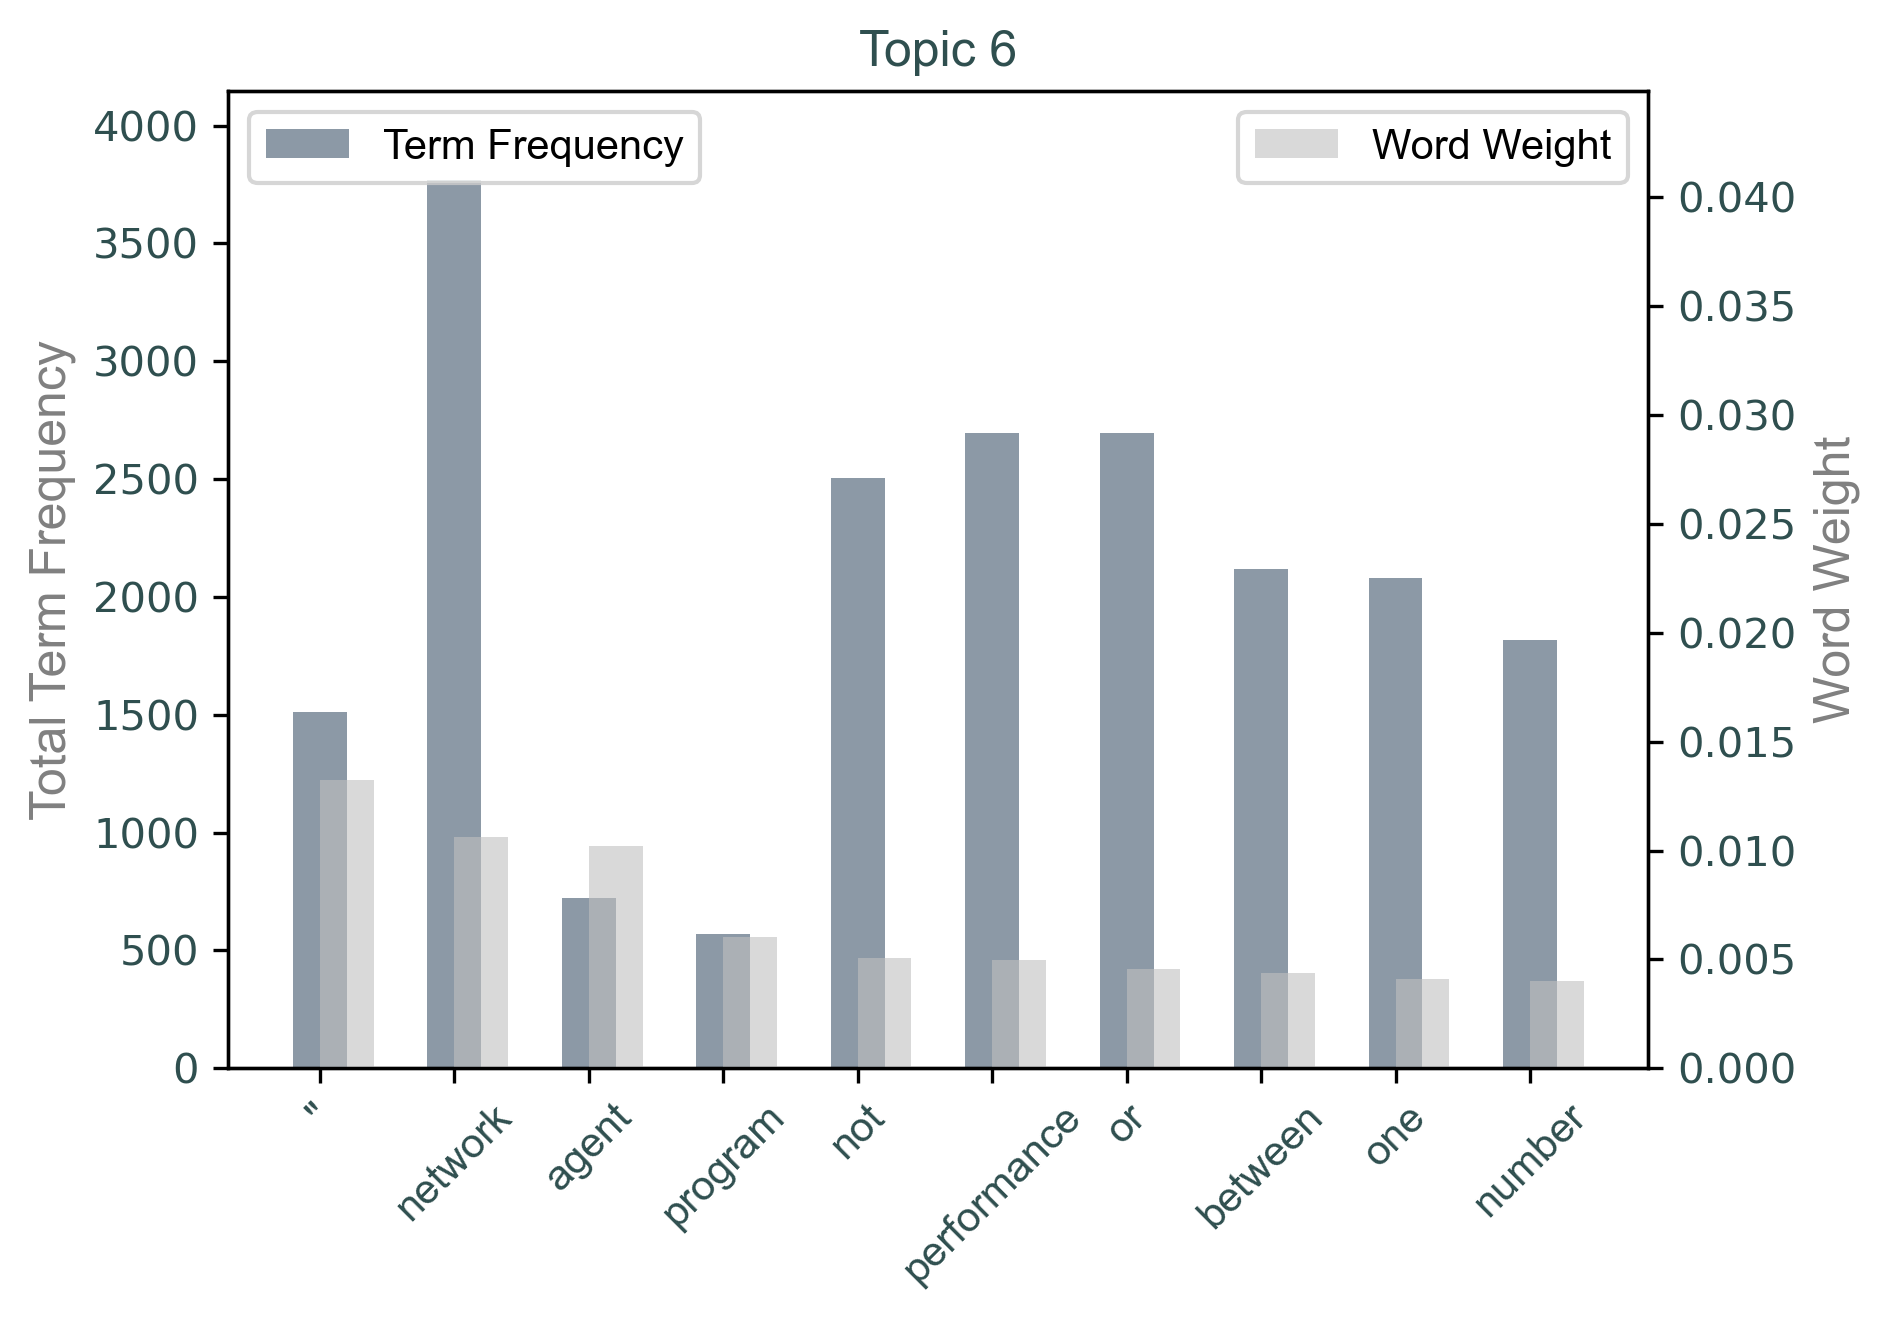 Topic 6
Term Frequency
Word Weight
4000
3500
3000
2500
2000
1500
1000
500
0
Total Term Frequency
0.040
0.035
0.030
0.025
0.020
0.015
0.010
0.005
0.000
Word Weight
"
network
agent
program
not
performance
or
between
one
number